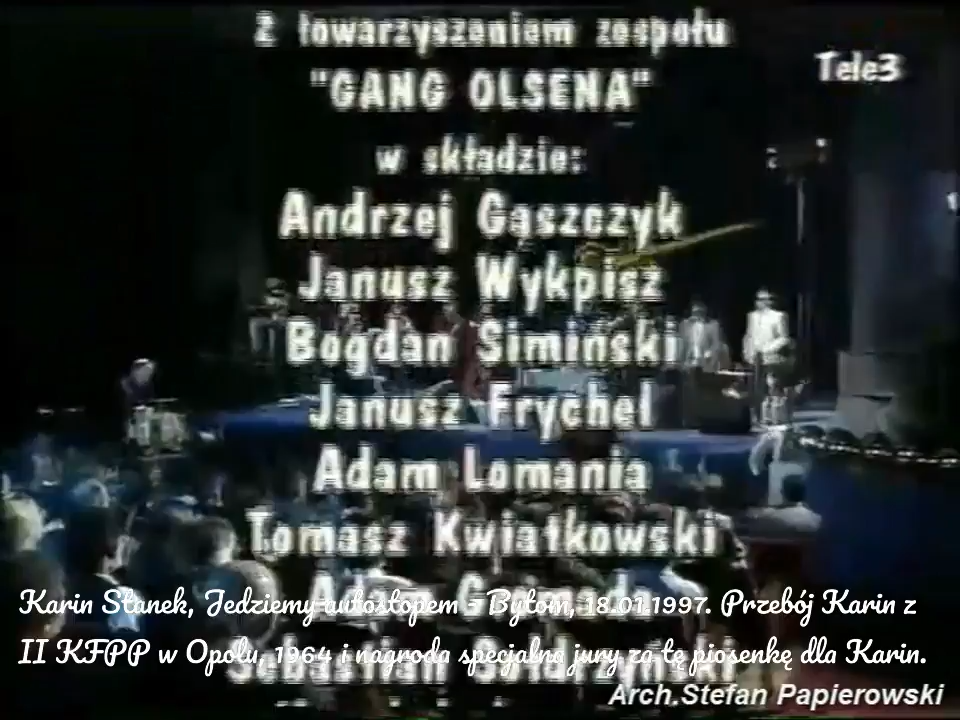 z towarzyszeniem zespołu
Tele3
"GANG OLSENA"
w składzie:
Andrzej Gąszczyk
Janusz Wykpisz
Bogdan Simiński
Janusz Frychel
Adam Lomania
Tomasz Kwiatkowski
Adam
Karin Stanek, Jedziemy autostopem - Bytom, 18.01.1997. Przebój Karin z
II KFPP w Opolu, 1964 i nagroda specjalna jury za tę piosenkę dla Karin.
Sebastian
Arch.Stefan Papierowski